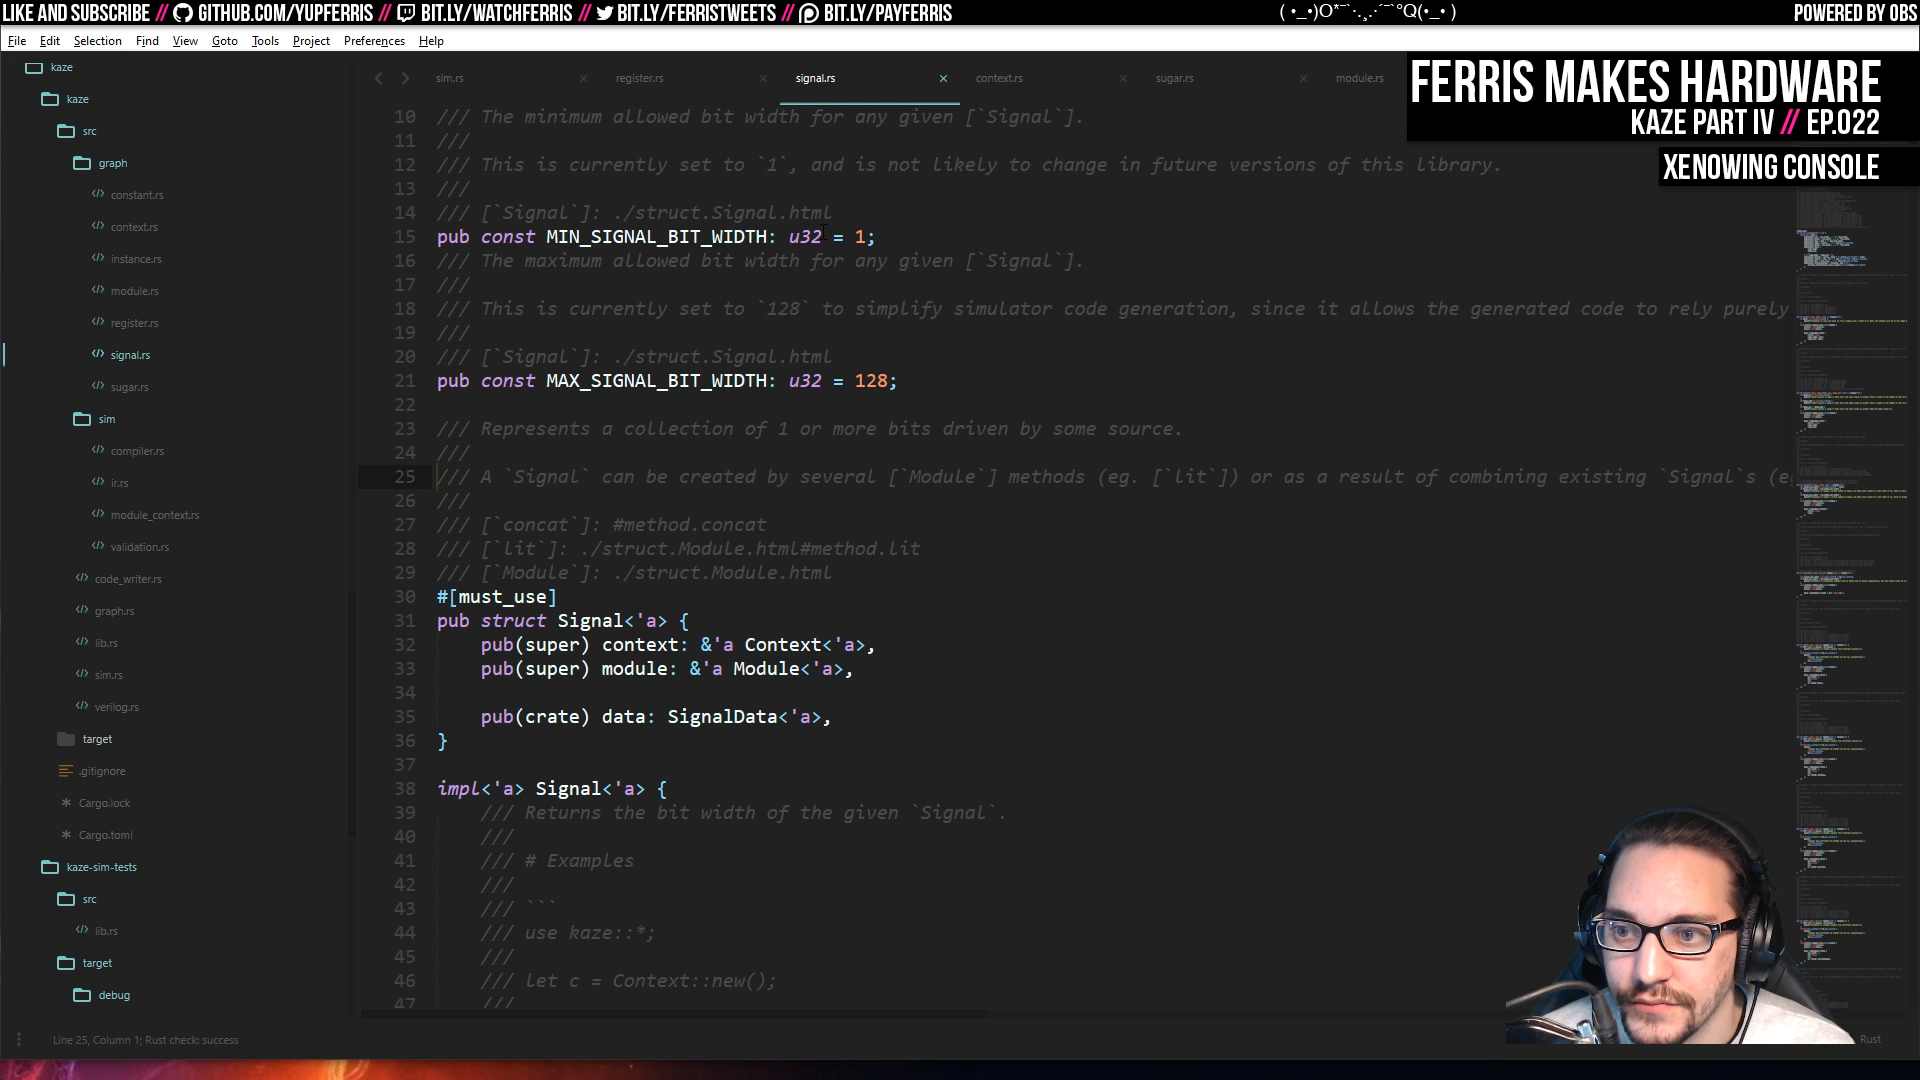 LIKE AND SUBSCRIBE // GITHUB.COM/YUPFERRIS // BIT.LY/WATCHFERRIS // BIT.LY/FERRISTWEETS // BIT.LY/PAYFERRIS
POWERED BY OBS
File Edit Selection Find View Goto Tools Project Preferences Help
FERRIS MAKES HARDWARE
KAZE PART IV // EP.022
XENOWING CONSOLE
kaze
kaze
src
graph
constant.rs
context.rs
instance.rs
module.rs
register.rs
signal.rs
sugar.rs
sim
compiler.rs
ir.rs
module_context.rs
validation.rs
code_writer.rs
graph.rs
lib.rs
sim.rs
verilog.rs
target
.gitignore
Cargo.lock
Cargo.toml
kaze-sim-tests
src
lib.rs
target
debug
sim.rs register.rs signal.rs context.rs sugar.rs module.rs
10 /// The minimum allowed bit width for any given [`Signal`].
11 ///
12 /// This is currently set to `1`, and is not likely to change in future versions of this library.
13 ///
14 /// [`Signal`]: ./struct.Signal.html
15 pub const MIN_SIGNAL_BIT_WIDTH: u32 = 1;
16 /// The maximum allowed bit width for any given [`Signal`].
17 ///
18 /// This is currently set to `128` to simplify simulator code generation, since it allows the generated code to rely purely
19 ///
20 /// [`Signal`]: ./struct.Signal.html
21 pub const MAX_SIGNAL_BIT_WIDTH: u32 = 128;
22
23 /// Represents a collection of 1 or more bits driven by some source.
24 ///
25 /// A `Signal` can be created by several [`Module`] methods (eg. [`lit`]) or as a result of combining existing `Signal`s (e
26 ///
27 /// [`concat`]: #method.concat
28 /// [`lit`]: ./struct.Module.html#method.lit
29 /// [`Module`]: ./struct.Module.html
30 #[must_use]
31 pub struct Signal<'a> {
32 pub(super) context: &'a Context<'a>,
33 pub(super) module: &'a Module<'a>,
34
35 pub(crate) data: SignalData<'a>,
36 }
37
38 impl<'a> Signal<'a> {
39 /// Returns the bit width of the given `Signal`.
40 ///
41 /// # Examples
42 ///
43 /// ```
44 /// use kaze::*;
45 ///
46 /// let c = Context::new();
47 ///
Line 25, Column 1; Rust check: success
Rust